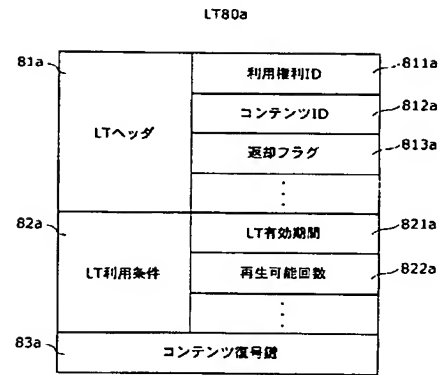 LT80a
81a
LTヘッダ
利用権利ID
811a
コンテンツID
812a
返却フラグ
813a
82a
LT利用条件
LT有効期間
821a
再生可能回数
822a
83a
コンテンツ復号鍵